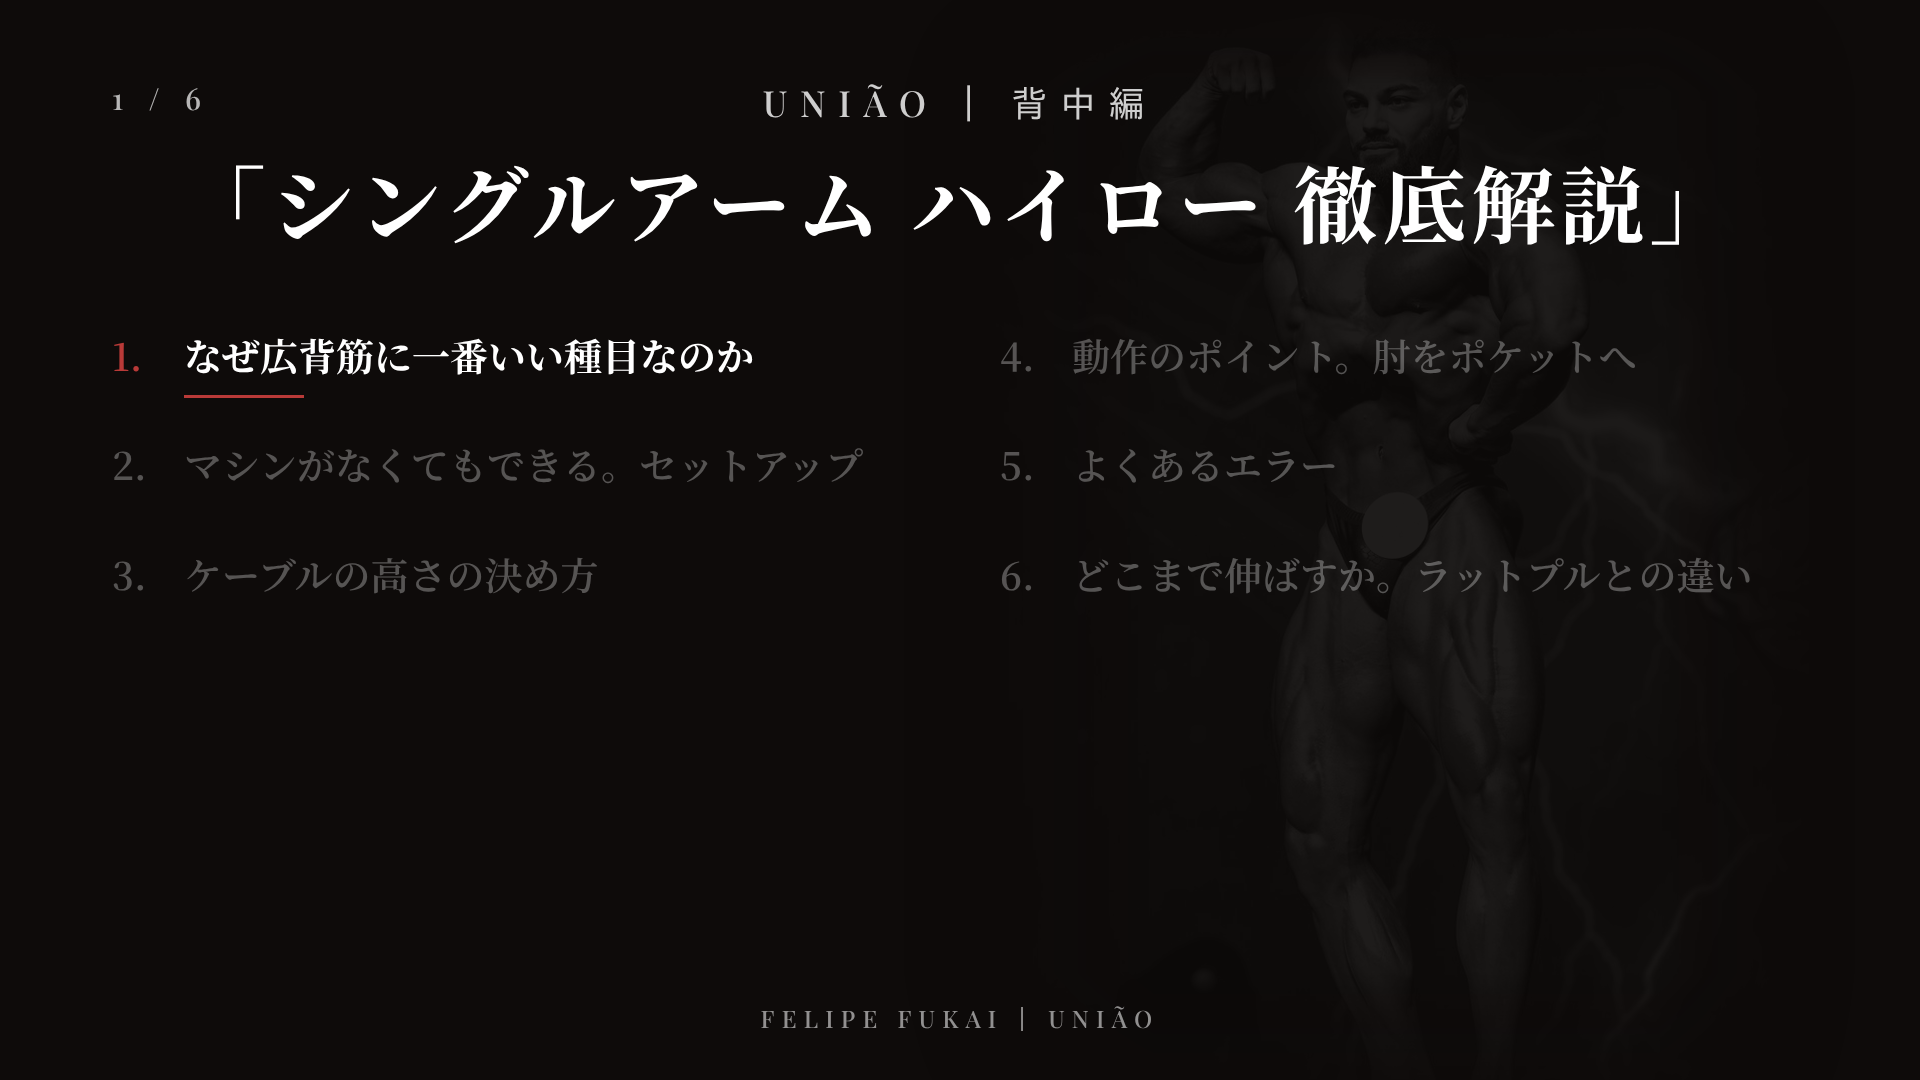 1 / 6
UNIÃO | 背中編
「シングルアーム ハイロー 徹底解説」
1. なぜ広背筋に一番いい種目なのか
2. マシンがなくてもできる。セットアップ
3. ケーブルの高さの決め方
4. 動作のポイント。肘をポケットへ
5. よくあるエラー
6. どこまで伸ばすか。ラットプルとの違い
FELIPE FUKAI | UNIÃO